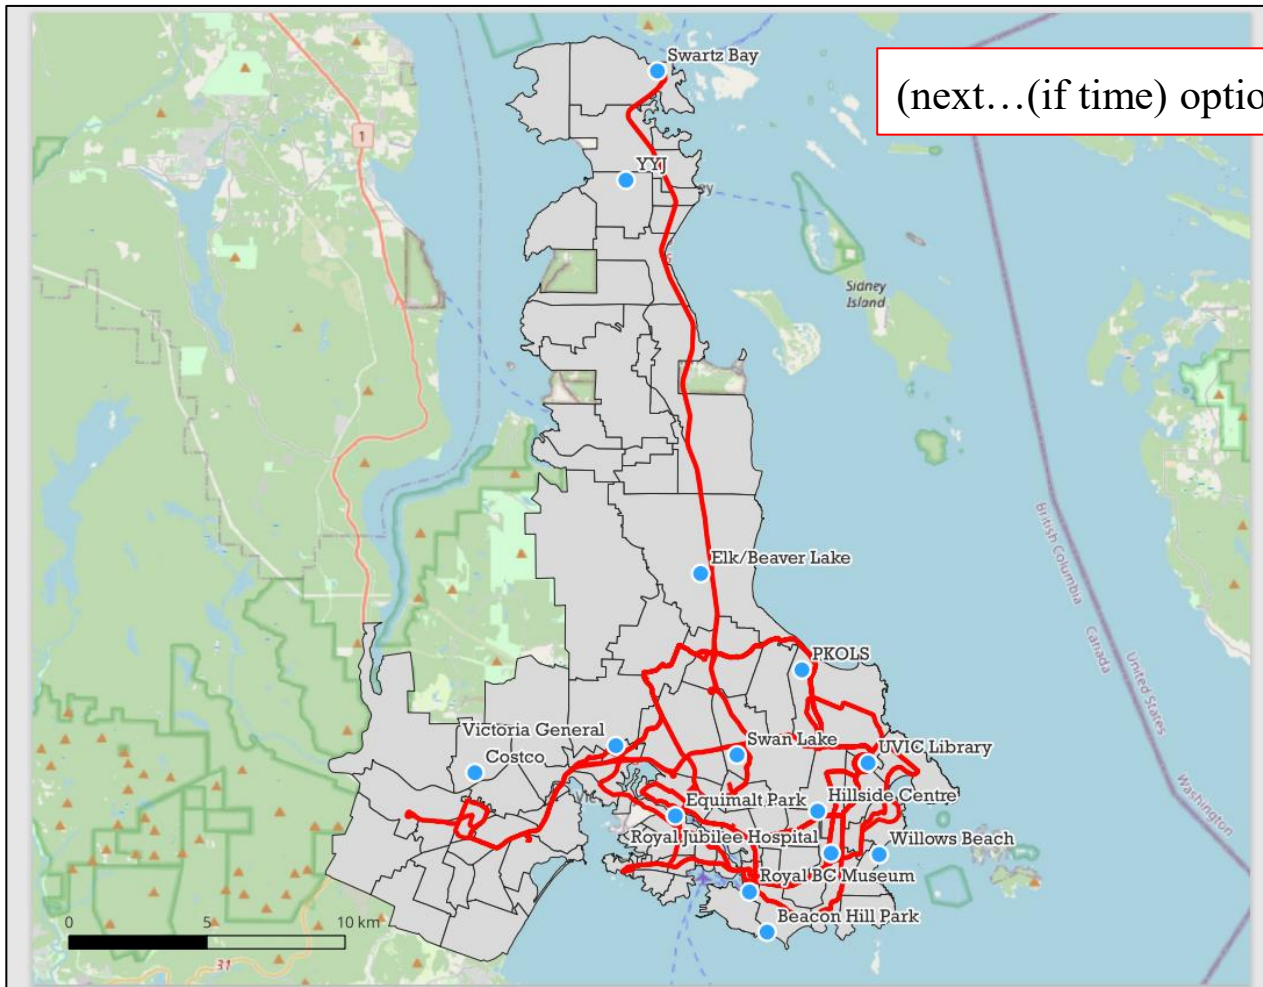 Swartz Bay
(next…(if time) optio
1
YYJ
ey
Sidney
Island
Elk/Beaver Lake
British Columbia
Canada
United States
Washington
PKOLS
Victoria General
Swan Lake
UVIC Library
Costco
Equimalt Park
Hillside Centre
Royal Jubilee Hospital
Willows Beach
Royal BC Museum
Beacon Hill Park
0 5 10 km
31